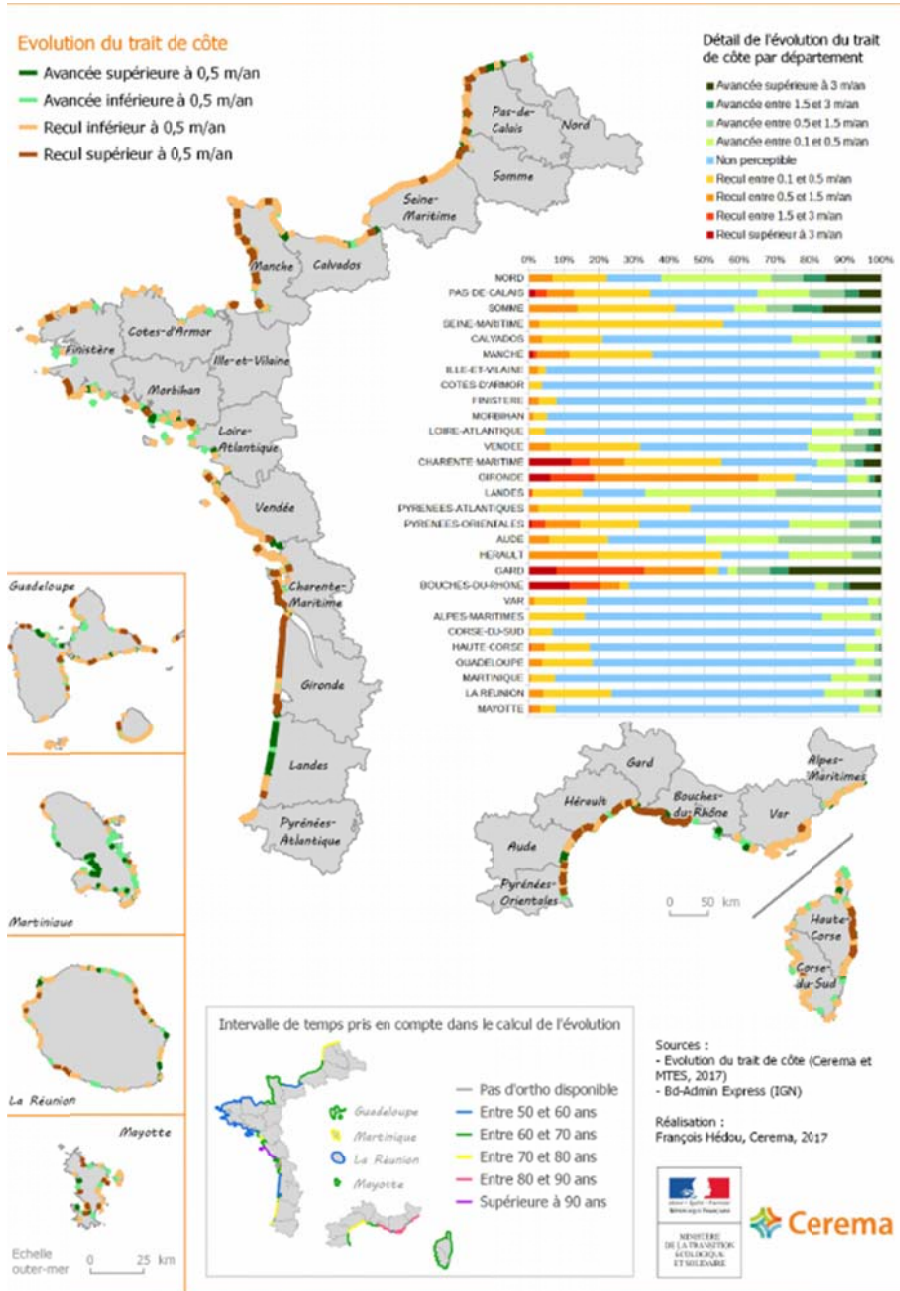 Evolution du trait de côte
Avancée supérieure à 0,5 m/an
Avancée inférieure à 0,5 m/an
Recul inférieur à 0,5 m/an
Recul supérieur à 0,5 m/an
Détail de l'évolution du trait
de côte par département
Avancée supérieure à 3 m/an
Avancée entre 1.5 et 3 m/an
Avancée entre 0.5 et 1.5 m/an
Avancée entre 0.1 et 0.5 m/an
Non perceptible
Recul entre 0.1 et 0.5 m/an
Recul entre 0.5 et 1.5 m/an
Recul entre 1.5 et 3 m/an
Recul supérieur à 3 m/an
0% 10% 20% 30% 40% 50% 60% 70% 80% 90% 100%
NORD
PAS-DE-CALAIS
SOMME
SEINE-MARITIME
CALVADOS
MANCHE
ILLE-ET-VILAINE
COTES-D'ARMOR
FINISTERE
MORBIHAN
LOIRE-ATLANTIQUE
VENDEE
CHARENTE-MARITIME
GIRONDE
LANDES
PYRENEES-ATLANTIQUES
PYRENEES-ORIENTALES
AUDE
HERAULT
GARD
BOUCHES-DU-RHONE
VAR
ALPES-MARITIMES
CORSE-DU-SUD
HAUTE-CORSE
GUADELOUPE
MARTINIQUE
LA REUNION
MAYOTTE
Pas-de-
Calais
Nord
Somme
Seine-
Maritime
Manche
Calvados
Cotes-d'Armor
Finistère
Ille-et-Vilaine
Morbihan
Loire-
Atlantique
Vendée
Charente-
Maritime
Gironde
Landes
Pyrénées-
Atlantique
Guadeloupe
Martinique
La Réunion
Mayotte
Echelle
outer-mer
0 25 km
Gard
Alpes-
Maritimes
Hérault
Bouches-
du-Rhône
Var
Aude
Pyrénées-
Orientales
0 50 km
Haute-
Corse
Corse-
du-Sud
Intervalle de temps pris en compte dans le calcul de l'évolution
Guadeloupe
Martinique
La Réunion
Mayotte
Pas d'ortho disponible
Entre 50 et 60 ans
Entre 60 et 70 ans
Entre 70 et 80 ans
Entre 80 et 90 ans
Supérieure à 90 ans
Sources :
- Evolution du trait de côte (Cerema et
MTES, 2017)
- Bd-Admin Express (IGN)
Réalisation :
François Hédou, Cerema, 2017
RÉPUBLIQUE FRANÇAISE
MINISTÈRE
DE LA TRANSITION
ÉCOLOGIQUE
ET SOLIDAIRE
Cerema